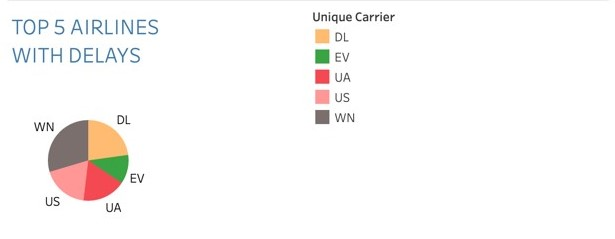 TOP 5 AIRLINES
WITH DELAYS
Unique Carrier
DL
EV
UA
US
WN
WN
DL
EV
US
UA